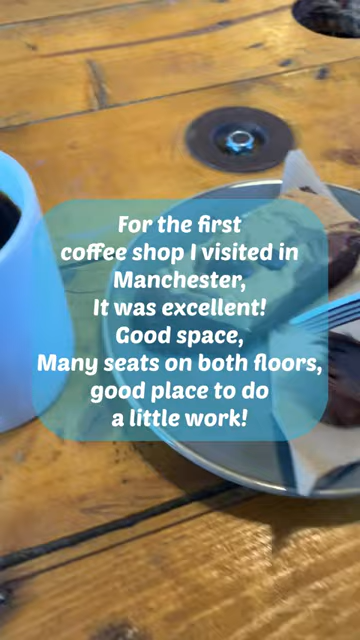 For the first
coffee shop I visited in
Manchester,
It was excellent!
Good space,
Many seats on both floors,
good place to do
a little work!